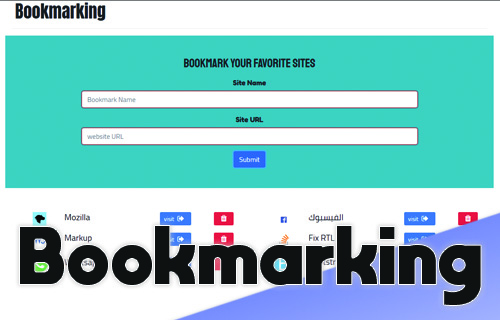 Bookmarking
BOOKMARK YOUR FAVORITE SITES
Site Name
Bookmark Name
Site URL
website URL
Submit
Mozilla
visit
الفيسبوك
visit
Markup
visit
Fix RTL
visit
Bookmarking